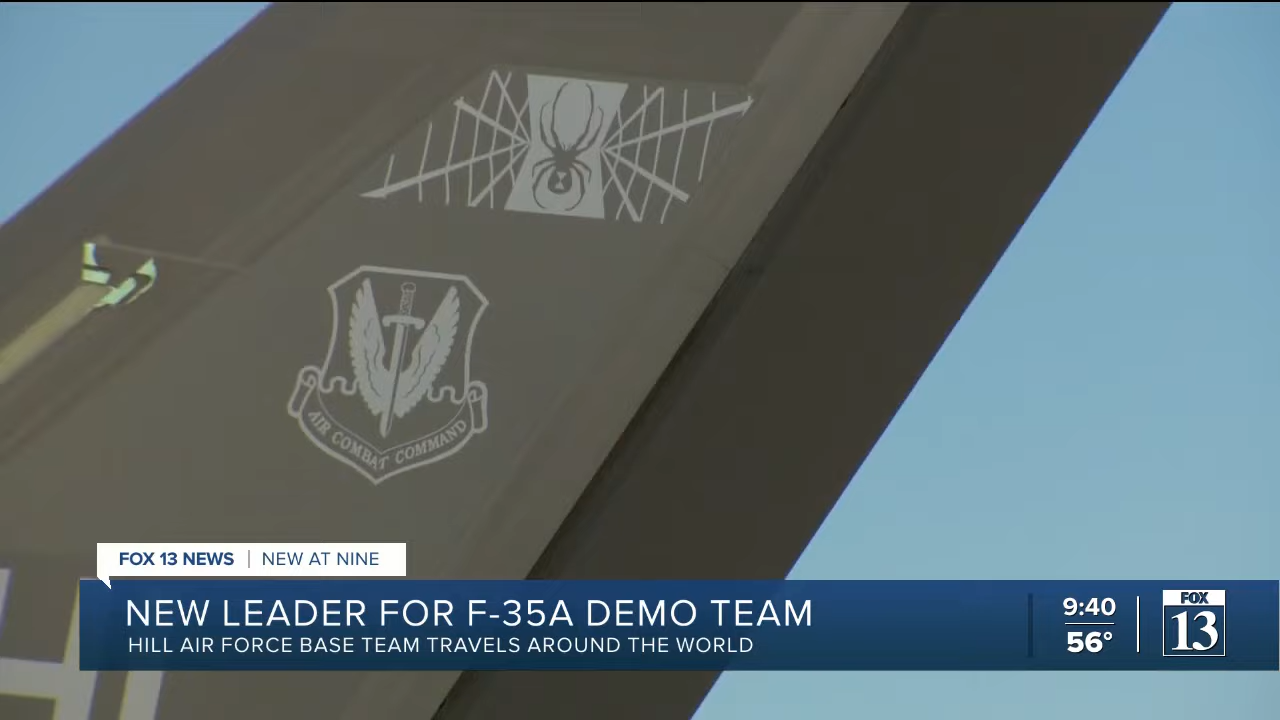 AIR COMBAT COMMAND
FOX 13 NEWS | NEW AT NINE
NEW LEADER FOR F-35A DEMO TEAM
HILL AIR FORCE BASE TEAM TRAVELS AROUND THE WORLD
9:40
56°
FOX
13